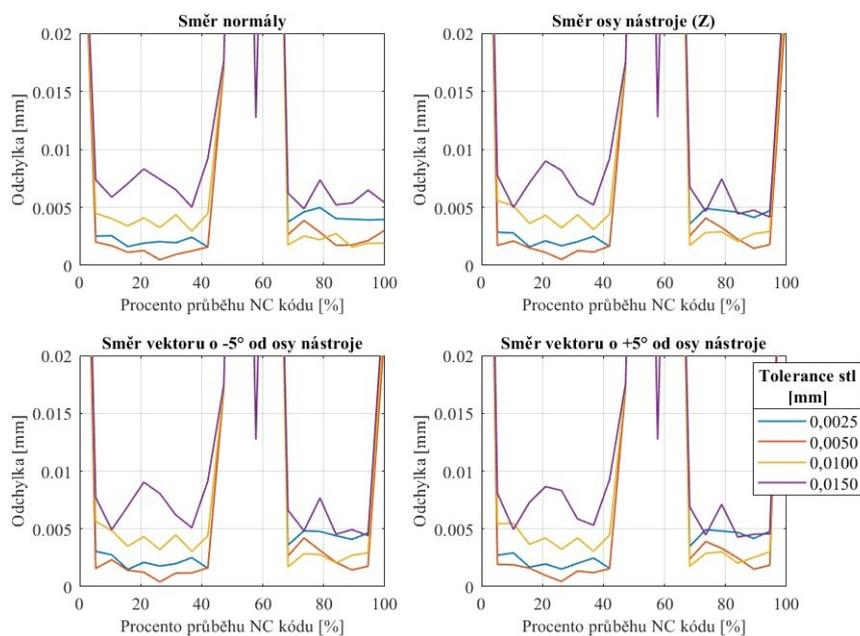 Směr normály
0.02
0.015
0.01
0.005
0
Odchylka [mm]
0 20 40 60 80 100
Procento průběhu NC kódu [%]
Směr osy nástroje (Z)
0.02
0.015
0.01
0.005
0
Odchylka [mm]
0 20 40 60 80 100
Procento průběhu NC kódu [%]
Směr vektoru o -5° od osy nástroje
0.02
0.015
0.01
0.005
0
Odchylka [mm]
0 20 40 60 80 100
Procento průběhu NC kódu [%]
Směr vektoru o +5° od osy nástroje
0.02
0.015
0.01
0.005
0
Odchylka [mm]
0 20 40 60 80 100
Procento průběhu NC kódu [%]
Tolerance stl
[mm]
0,0025
0,0050
0,0100
0,0150